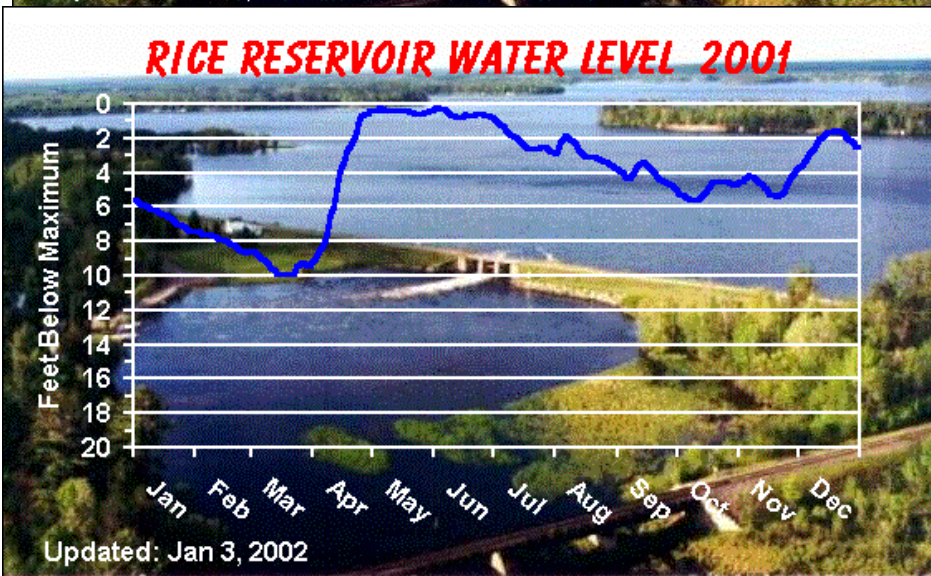 RICE RESERVOIR WATER LEVEL 2001
Feet Below Maximum
0
2
4
6
8
10
12
14
16
18
20
Jan Feb Mar Apr May Jun Jul Aug Sep Oct Nov Dec
Updated: Jan 3, 2002